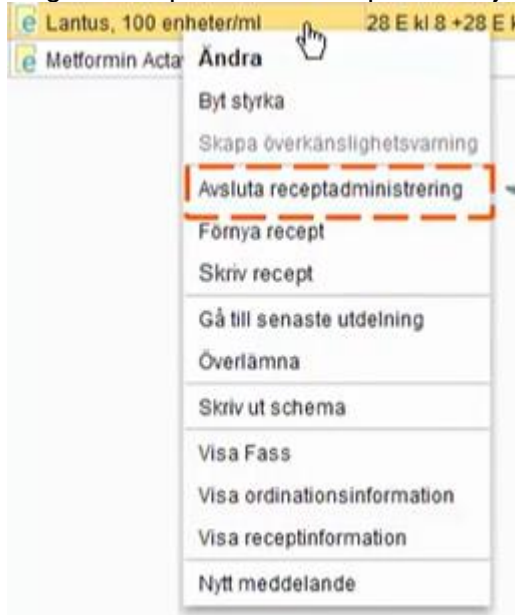 Lantus, 100 enheter/ml 28 E kl 8 +28 E
Metformin Acta
Ändra
Byt styrka
Skapa överkänslighetsvarning
Avsluta receptadministrering
Förnya recept
Skriv recept
Gå till senaste utdelning
Överlämna
Skriv ut schema
Visa Fass
Visa ordinationsinformation
Visa receptinformation
Nytt meddelande